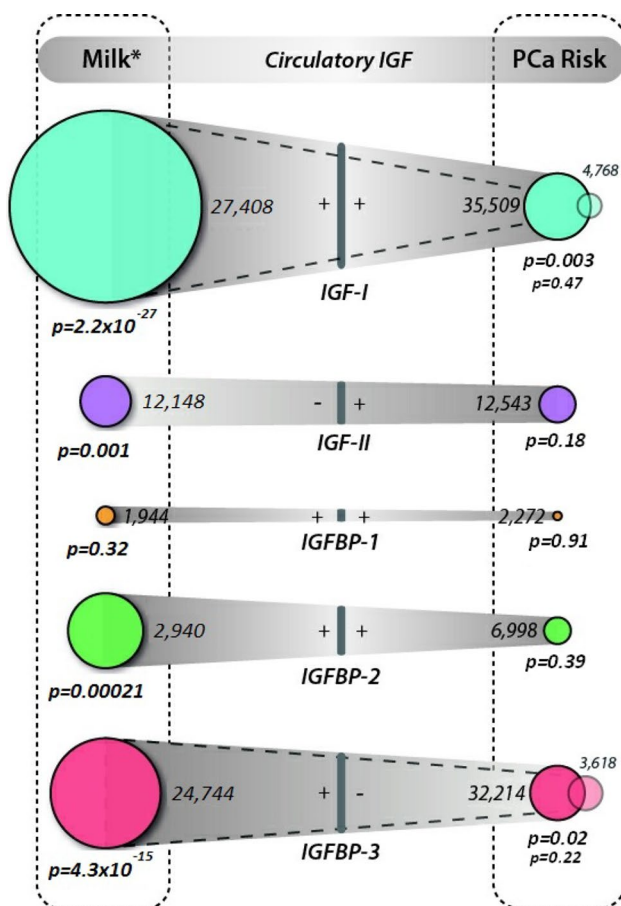 Milk* Circulatory IGF PCa Risk
4,768
27,408 + + 35,509
IGF-I
p=0.003
p=0.47
p=2.2x10-27
12,148 - + 12,543
IGF-II
p=0.001 p=0.18
1,944 + + 2,272
IGFBP-1
p=0.32 p=0.91
2,940 + + 6,998
IGFBP-2
p=0.39
p=0.00021
3,618
24,744 + - 32,214
IGFBP-3
p=0.02
p=0.22
p=4.3x10-15